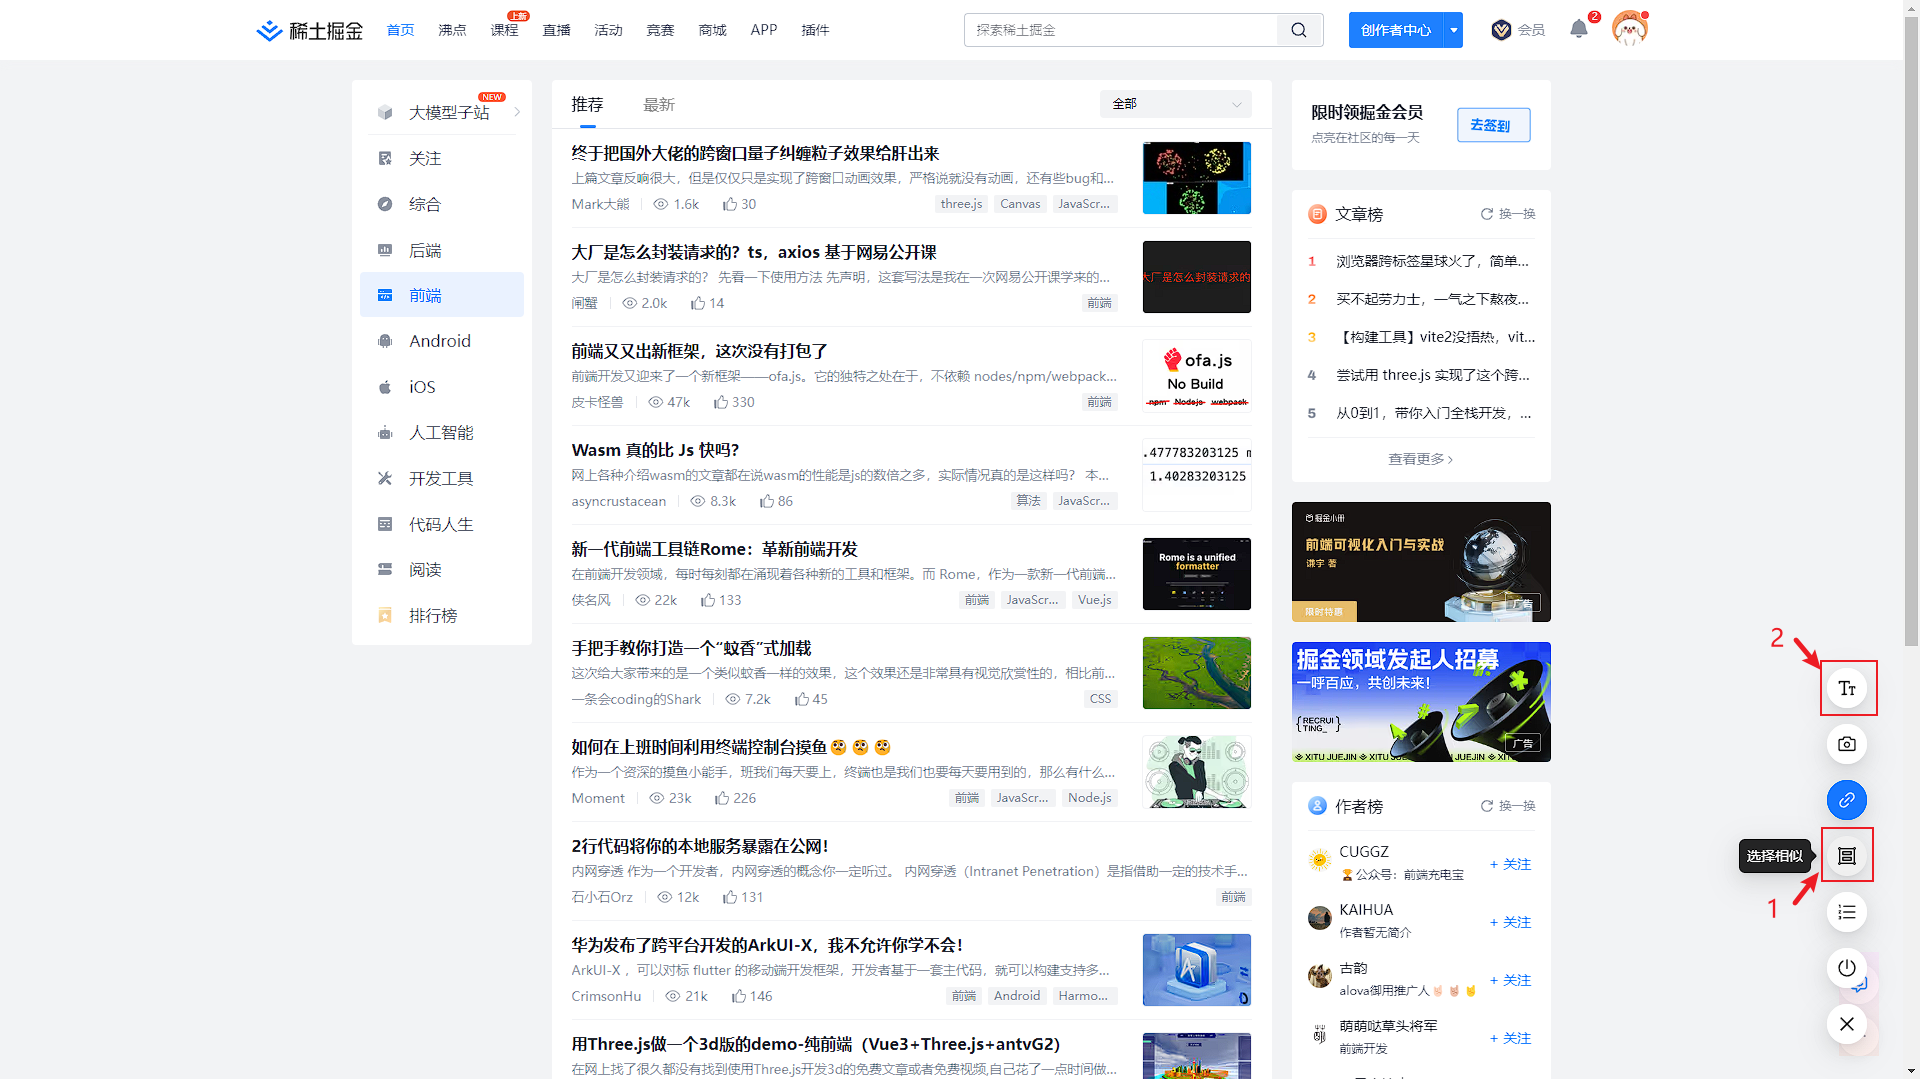 稀土掘金
首页
沸点
课程
上新
直播
活动
竞赛
商城
APP
插件
探索稀土掘金
创作者中心
会员
2
大模型子站
NEW
关注
综合
后端
前端
Android
iOS
人工智能
开发工具
代码人生
阅读
排行榜
推荐
最新
全部
终于把国外大佬的跨窗口量子纠缠粒子效果给肝出来
上篇文章反响很大，但是仅仅只是实现了跨窗口动画效果，严格说就没有动画，还有些bug和...
Mark大能 1.6k 30 three.js Canvas JavaScr...
大厂是怎么封装请求的？ts，axios 基于网易公开课
大厂是怎么封装请求的？ 先看一下使用方法 先声明，这套写法是我在一次网易公开课学来的...
闸蟹 2.0k 14 前端
大厂是怎么封装请求的
前端又又出新框架，这次没有打包了
前端开发又迎来了一个新框架——ofa.js。它的独特之处在于，不依赖 nodes/npm/webpack...
皮卡怪兽 47k 330 前端
ofa.js
No Build
npm Nodejs webpack
Wasm 真的比 Js 快吗？
网上各种介绍wasm的文章都在说wasm的性能是js的数倍之多，实际情况真的是这样吗？ 本...
asyncrustacean 8.3k 86 算法 JavaScr...
.477783203125 m
1.40283203125
新一代前端工具链Rome：革新前端开发
在前端开发领域，每时每刻都在涌现着各种新的工具和框架。而 Rome，作为一款新一代前端...
侠名风 22k 133 前端 JavaScr... Vue.js
Rome is a unified
formatter
手把手教你打造一个“蚊香”式加载
这次给大家带来的是一个类似蚊香一样的效果，这个效果还是非常具有视觉欣赏性的，相比前...
一条会coding的Shark 7.2k 45 CSS
如何在上班时间利用终端控制台摸鱼🧐 🧐 🧐
作为一个资深的摸鱼小能手，班我们每天要上，终端也是我们也要每天要用到的，那么有什么...
Moment 23k 226 前端 JavaScr... Node.js
2行代码将你的本地服务暴露在公网！
内网穿透 作为一个开发者，内网穿透的概念你一定听过。 内网穿透（Intranet Penetration）是指借助一定的技术手...
石小石Orz 12k 131 前端
华为发布了跨平台开发的ArkUI-X，我不允许你学不会！
ArkUI-X ，可以对标 flutter 的移动端开发框架，开发者基于一套主代码，就可以构建支持多...
CrimsonHu 21k 146 前端 Android Harmo...
用Three.js做一个3d版的demo-纯前端（Vue3+Three.js+antvG2）
在网上找了很久都没有找到使用Three.js开发3d的免费文章或者免费视频,自己花了一点时间做...
限时领掘金会员
点亮在社区的每一天
去签到
文章榜
换一换
1 浏览器跨标签星球火了，简单...
2 买不起劳力士，一气之下熬夜...
3 【构建工具】vite2没捂热，vit...
4 尝试用 three.js 实现了这个跨...
5 从0到1，带你入门全栈开发，...
查看更多
掘金小册
前端可视化入门与实战
谦宇 著
限时特惠
广告
掘金领域发起人招募
一呼百应，共创未来！
{RECRUI
TING_ }
XITU JUEJIN XITU JUEJIN XITU JUEJIN
广告
作者榜
换一换
CUGGZ
🏆公众号：前端充电宝
+ 关注
KAIHUA
作者暂无简介
+ 关注
古韵
alova御用推广人
+ 关注
萌萌哒草头将军
前端开发
+ 关注
2
TT
选择相似
1